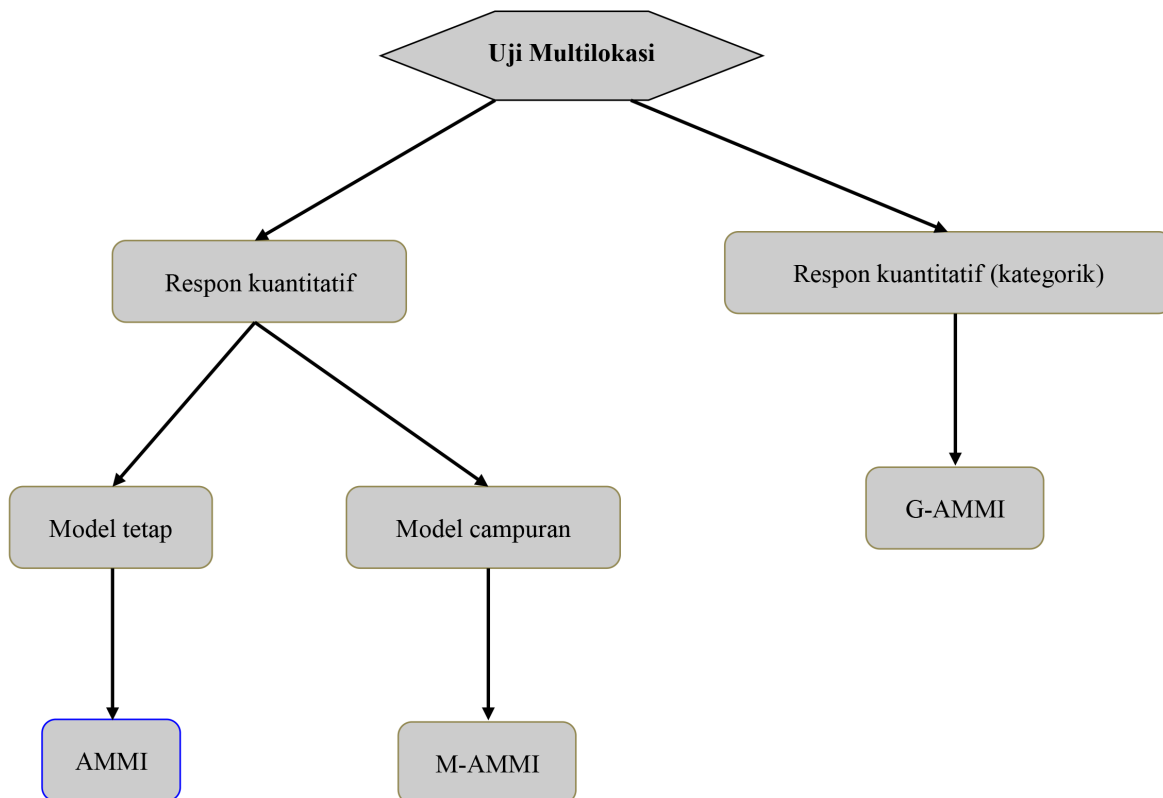 Uji Multilokasi
Respon kuantitatif
Respon kuantitatif (kategorik)
Model tetap
Model campuran
G-AMMI
AMMI
M-AMMI